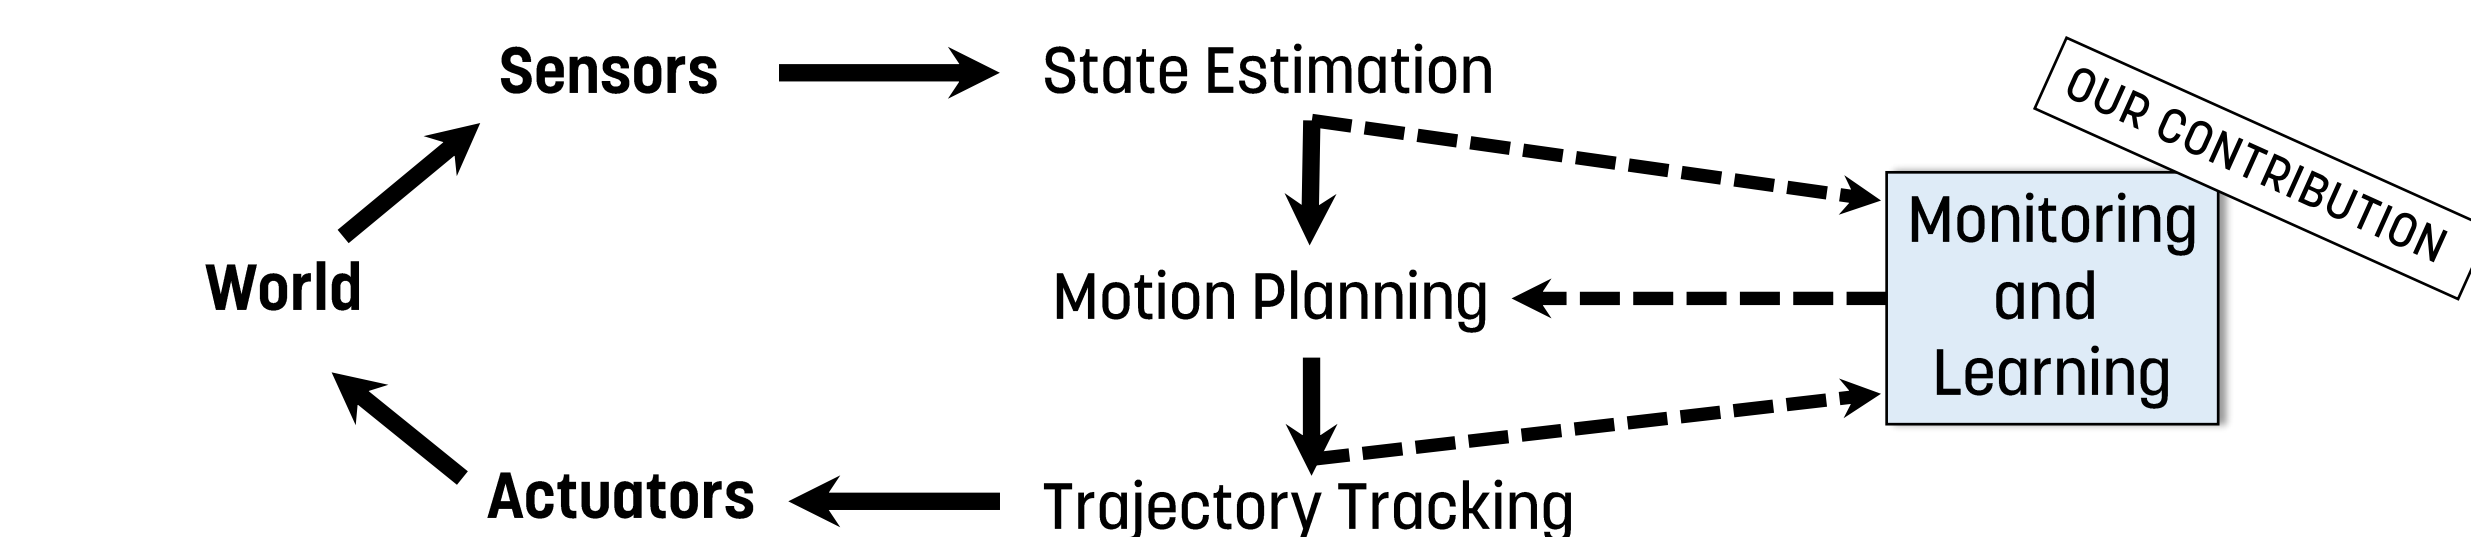 Sensors
State Estimation
OUR CONTRIBUTION
World
Motion Planning
Monitoring
and
Learning
Actuators
Trajectory Tracking